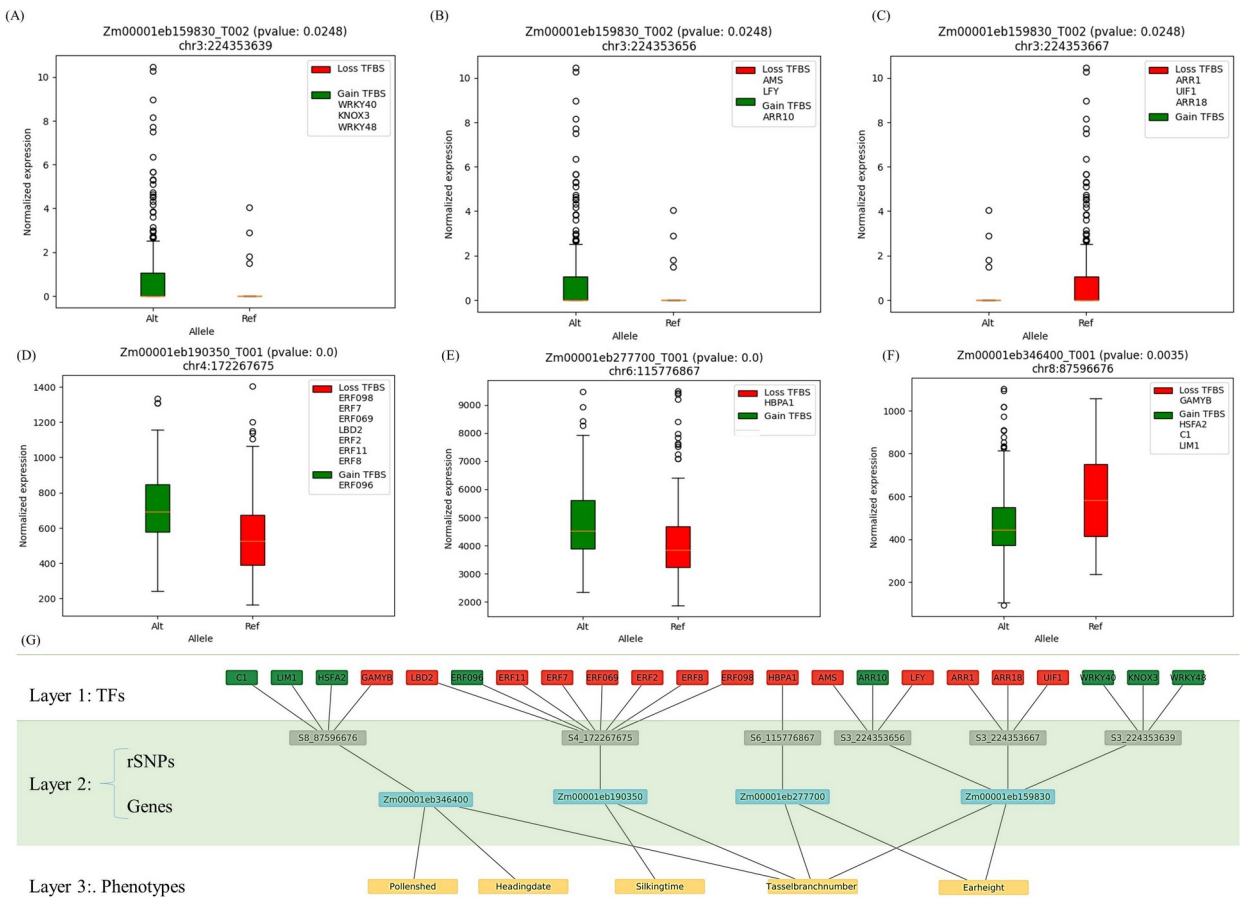 (A)
Zm00001eb159830_T002 (pvalue: 0.0248)
chr3:224353639
Loss TFBS
Gain TFBS
WRKY40
KNOX3
WRKY48
Normalized expression
10
8
6
4
2
0
Alt
Ref
Allele
(B)
Zm00001eb159830_T002 (pvalue: 0.0248)
chr3:224353656
Loss TFBS
AMS
LFY
Gain TFBS
ARR10
Normalized expression
10
8
6
4
2
0
Alt
Ref
Allele
(C)
Zm00001eb159830_T002 (pvalue: 0.0248)
chr3:224353667
Loss TFBS
ARR1
UIF1
ARR18
Gain TFBS
Normalized expression
10
8
6
4
2
0
Alt
Ref
Allele
(D)
Zm00001eb190350_T001 (pvalue: 0.0)
chr4:172267675
Loss TFBS
ERF098
ERF7
ERF069
LBD2
ERF2
ERF11
ERF8
Gain TFBS
ERF096
Normalized expression
1400
1200
1000
800
600
400
200
Alt
Ref
Allele
(E)
Zm00001eb277700_T001 (pvalue: 0.0)
chr6:115776867
Loss TFBS
HBPA1
Gain TFBS
Normalized expression
9000
8000
7000
6000
5000
4000
3000
2000
Alt
Ref
Allele
(F)
Zm00001eb346400_T001 (pvalue: 0.0035)
chr8:87596676
Loss TFBS
GAMYB
Gain TFBS
HSFA2
C1
LIM1
Normalized expression
1000
800
600
400
200
Alt
Ref
Allele
(G)
Layer 1: TFs
C1 LIM1 HSFA2 GAMYB LBD2 ERF096 ERF11 ERF7 ERF069 ERF2 ERF8 ERF098 HBPA1 AMS ARR10 LFY ARR1 ARR18 UIF1 WRKY40 KNOX3 WRKY48
S8_87596676 S4_172267675 S6_115776867 S3_224353656 S3_224353667 S3_224353639
Layer 2:
rSNPs
Genes
Zm00001eb346400 Zm00001eb190350 Zm00001eb277700 Zm00001eb159830
Layer 3:. Phenotypes
Pollenshed Headingdate Silkingtime Tasselbranchnumber Earheight